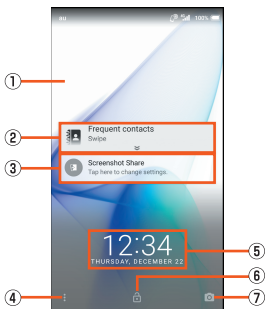 au 100%
①
② Frequent contacts
Swipe
③ Screenshot Share
Tap here to change settings.
12:34 ⑤
THURSDAY, DECEMBER 22
⑥
④ ⑦